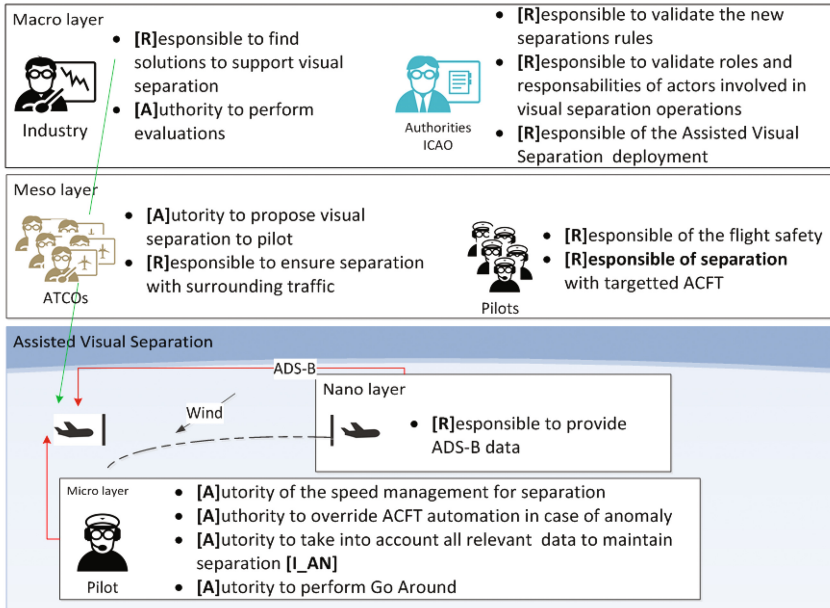 Macro layer
[R]esponsible to find
solutions to support visual
separation
[A]uthority to perform
evaluations
Industry
[R]esponsible to validate the new
separations rules
[R]esponsible to validate roles and
responsabilities of actors involved in
visual separation operations
[R]esponsible of the Assisted Visual
Separation deployment
Authorities
ICAO
Meso layer
[A]utority to propose visual
separation to pilot
[R]esponsible to ensure separation
with surrounding traffic
ATCOs
[R]esponsible of the flight safety
[R]esponsible of separation
with targetted ACFT
Pilots
Assisted Visual Separation
ADS-B
Nano layer
Wind
[R]esponsible to provide
ADS-B data
Micro layer
[A]utority of the speed management for separation
[A]uthority to override ACFT automation in case of anomaly
[A]utority to take into account all relevant data to maintain
separation [I_AN]
[A]utority to perform Go Around
Pilot